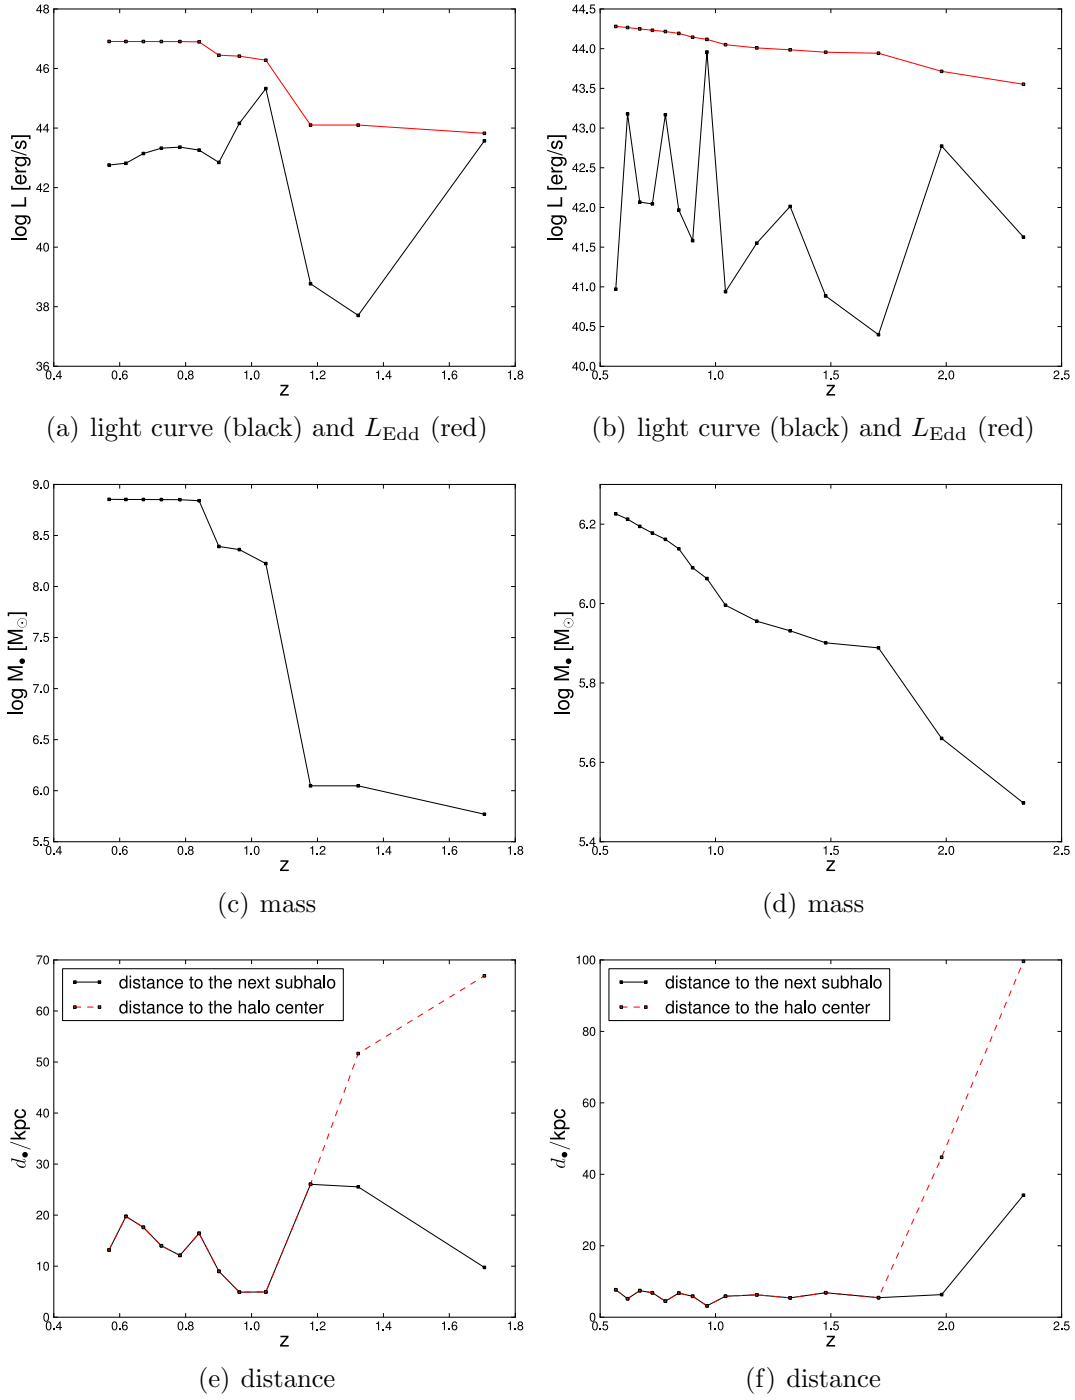 48
46
44
42
40
38
36
log L [erg/s]
0.4 0.6 0.8 1.0 1.2 1.4 1.6 1.8
z
(a) light curve (black) and L_Edd (red)
44.5
44.0
43.5
43.0
42.5
42.0
41.5
41.0
40.5
40.0
log L [erg/s]
0.5 1.0 1.5 2.0 2.5
z
(b) light curve (black) and L_Edd (red)
9.0
8.5
8.0
7.5
7.0
6.5
6.0
5.5
log M● [M☉]
0.4 0.6 0.8 1.0 1.2 1.4 1.6 1.8
z
(c) mass
6.2
6.0
5.8
5.6
5.4
log M● [M☉]
0.5 1.0 1.5 2.0 2.5
z
(d) mass
70
60
50
40
30
20
10
0
d●/kpc
distance to the next subhalo
distance to the halo center
0.4 0.6 0.8 1.0 1.2 1.4 1.6 1.8
z
(e) distance
100
80
60
40
20
0
d●/kpc
distance to the next subhalo
distance to the halo center
0.5 1.0 1.5 2.0 2.5
z
(f) distance